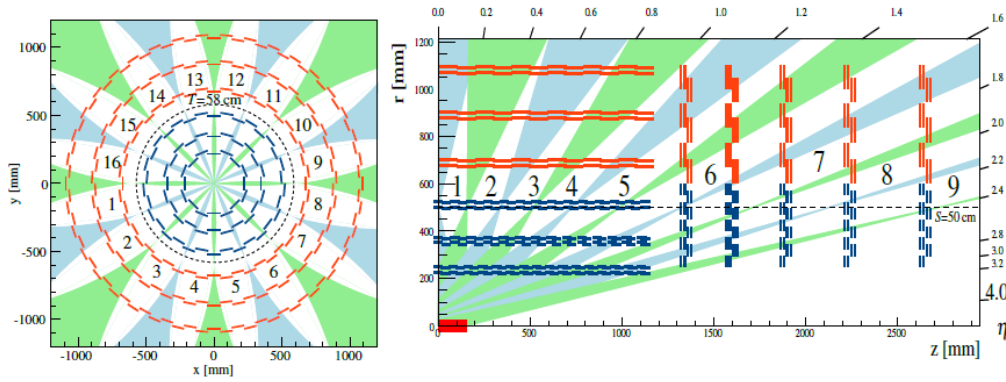 1000
500
0
-500
-1000
y [mm]
-1000 -500 0 500 1000
x [mm]
13 12
14 11
T=58 cm
15 10
16 9
1 8
2 7
3 6
4 5
0.0 0.2 0.4 0.6 0.8 1.0 1.2 1.4 1.6
1.8
2.0
2.2
2.4
2.8
3.0
3.2
4.0
η
r [mm]
1200
1000
800
600
400
200
0
1 2 3 4 5 6 7 8 9
S=50 cm
0 500 1000 1500 2000 2500
z [mm]